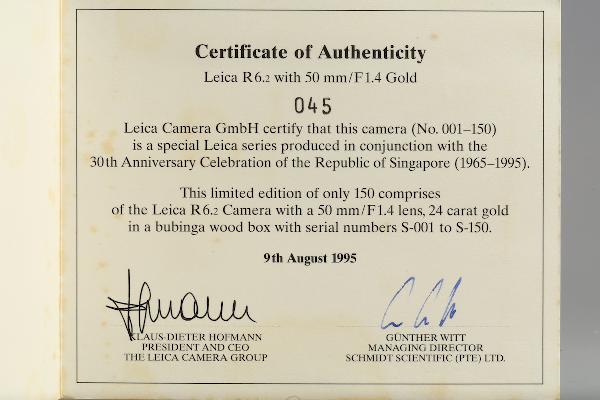 Certificate of Authenticity
Leica R6.2 with 50 mm/F1.4 Gold
045
Leica Camera GmbH certify that this camera (No. 001–150)
is a special Leica series produced in conjunction with the
30th Anniversary Celebration of the Republic of Singapore (1965–1995).
This limited edition of only 150 comprises
of the Leica R6.2 Camera with a 50 mm/F1.4 lens, 24 carat gold
in a bubinga wood box with serial numbers S-001 to S-150.
9th August 1995
KLAUS-DIETER HOFMANN
PRESIDENT AND CEO
THE LEICA CAMERA GROUP
GUNTHER WITT
MANAGING DIRECTOR
SCHMIDT SCIENTIFIC (PTE) LTD.